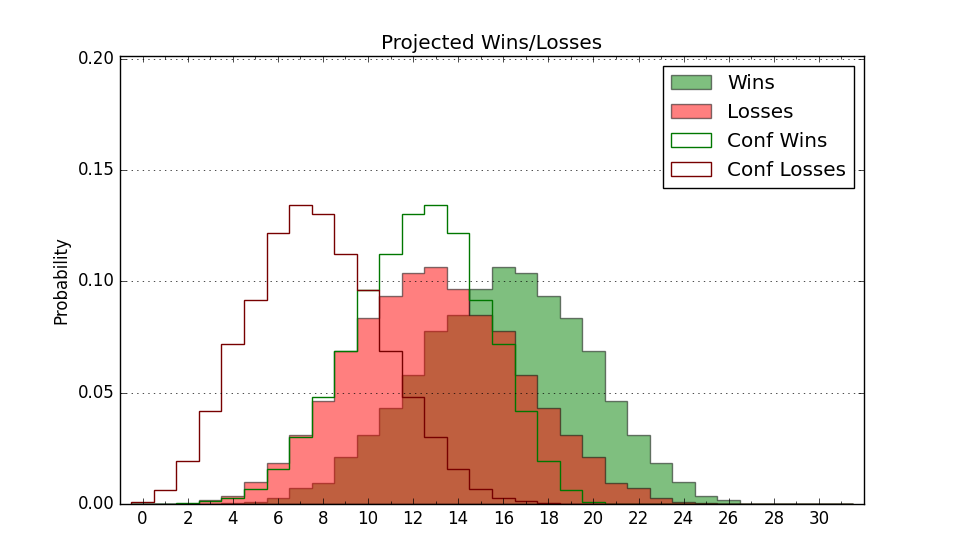 Projected Wins/Losses
Wins
Losses
Conf Wins
Conf Losses
Probability
0.20
0.15
0.10
0.05
0.00
0 2 4 6 8 10 12 14 16 18 20 22 24 26 28 30